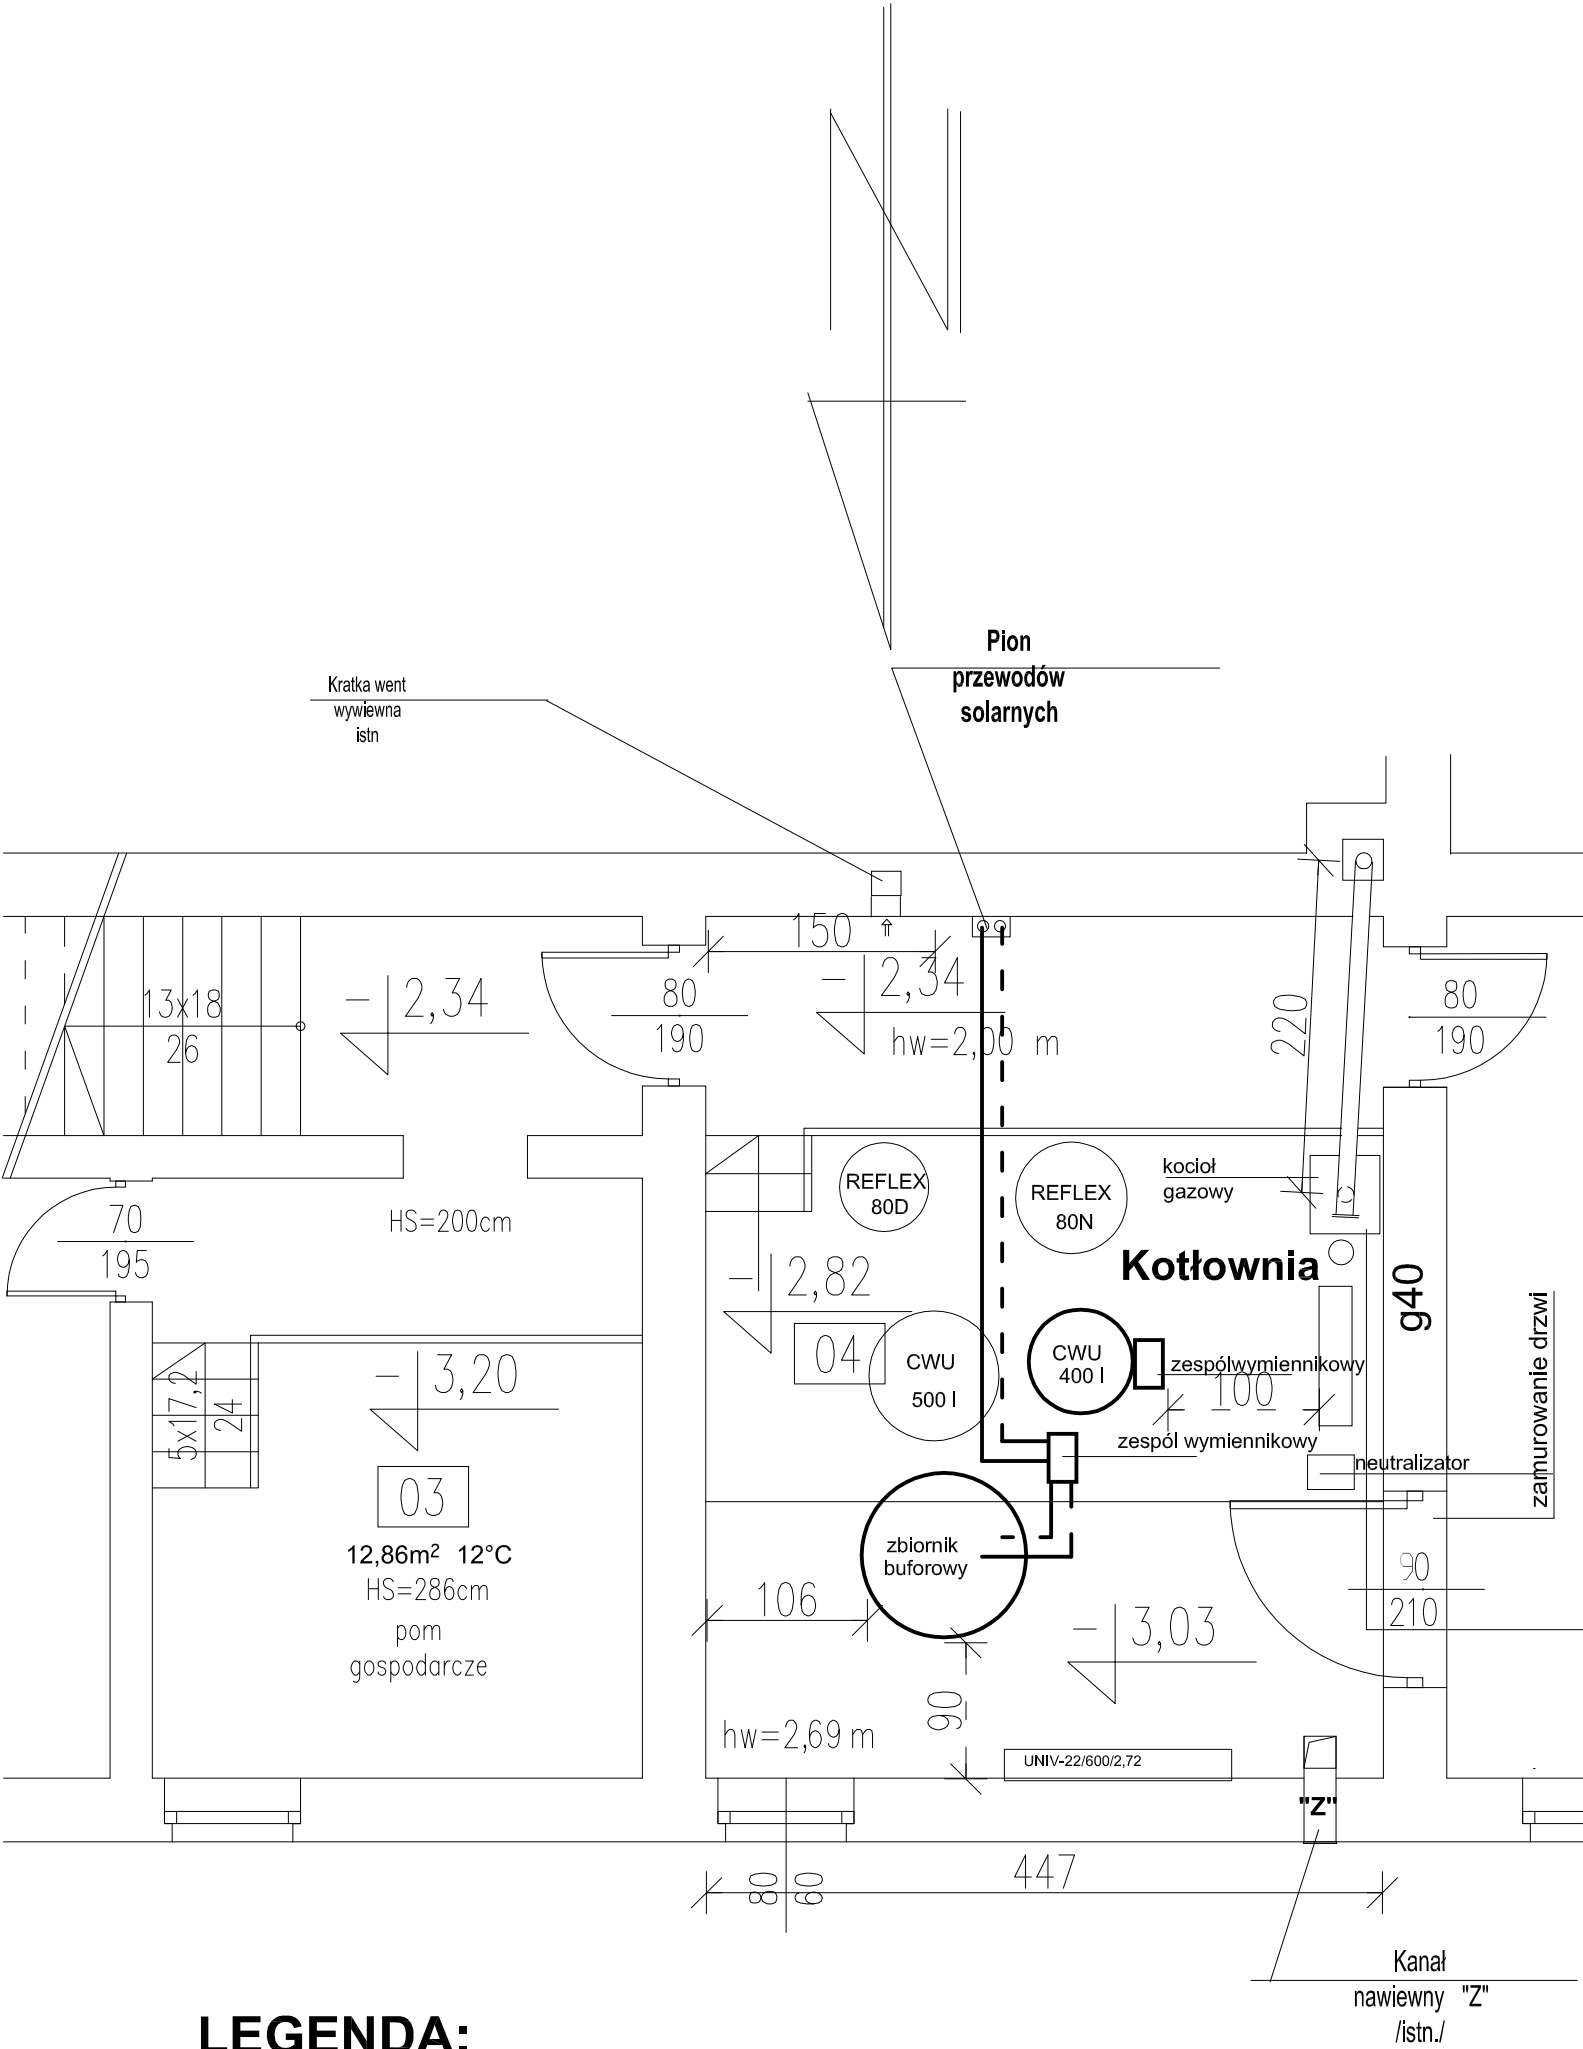 N
Pion
przewodów
solarnych
Kratka went
wywiewna
istn
150
13x18
26
- 2,34
80
190
- 2,34
hw=2,00 m
220
80
190
70
195
HS=200cm
REFLEX
80D
REFLEX
80N
kocioł
gazowy
Kotłownia
g40
- 2,82
04
CWU
500 l
CWU
400 l
zespólwymiennikowy
100
zespól wymiennikowy
neutralizator
zamurowanie drzwi
5x17,2
24
- 3,20
03
12,86m² 12°C
HS=286cm
pom
gospodarcze
zbiornik
buforowy
90
210
106
- 3,03
90
hw=2,69 m
UNIV-22/600/2,72
"Z"
80
60
447
Kanał
nawiewny "Z"
/istn./
LEGENDA: